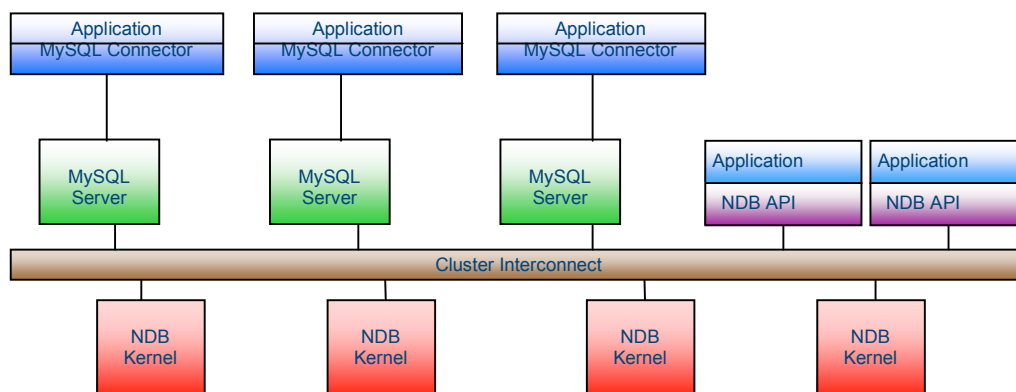 Application
MySQL Connector
Application
MySQL Connector
Application
MySQL Connector
MySQL
Server
MySQL
Server
MySQL
Server
Application
NDB API
Application
NDB API
Cluster Interconnect
NDB
Kernel
NDB
Kernel
NDB
Kernel
NDB
Kernel